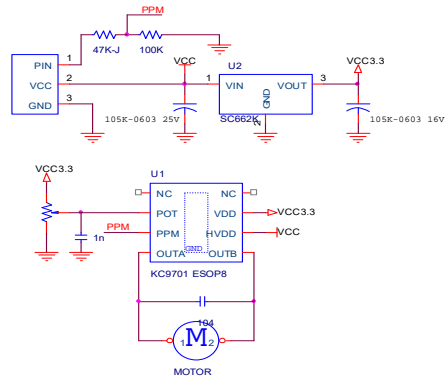 PPM
47K-J 100K
PIN 1
VCC 2
GND 3
VCC
U2
1 VIN VOUT 3
GND
SC662K
2
VCC3.3
105K-0603 25V
105K-0603 16V
VCC3.3
U1
NC NC
POT VDD VCC3.3
PPM PPM HVDD VCC
GND
OUTA OUTB
1n
KC9701 ESOP8
104
1 M 2
MOTOR